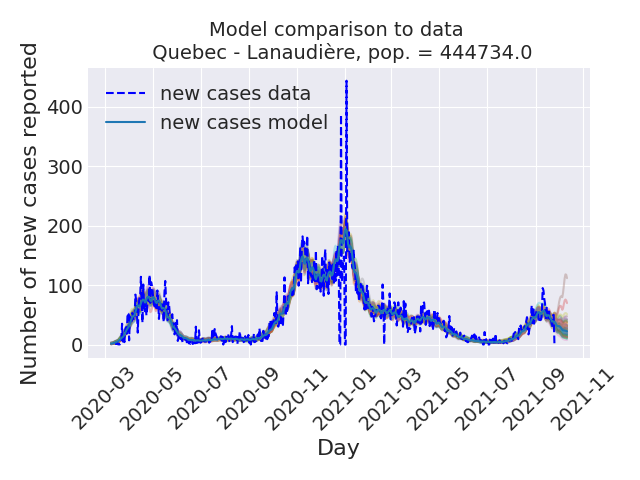 Model comparison to data
Quebec - Lanaudière, pop. = 444734.0
new cases data
new cases model
Number of new cases reported
400
300
200
100
0
2020-03
2020-05
2020-07
2020-09
2020-11
2021-01
2021-03
2021-05
2021-07
2021-09
2021-11
Day